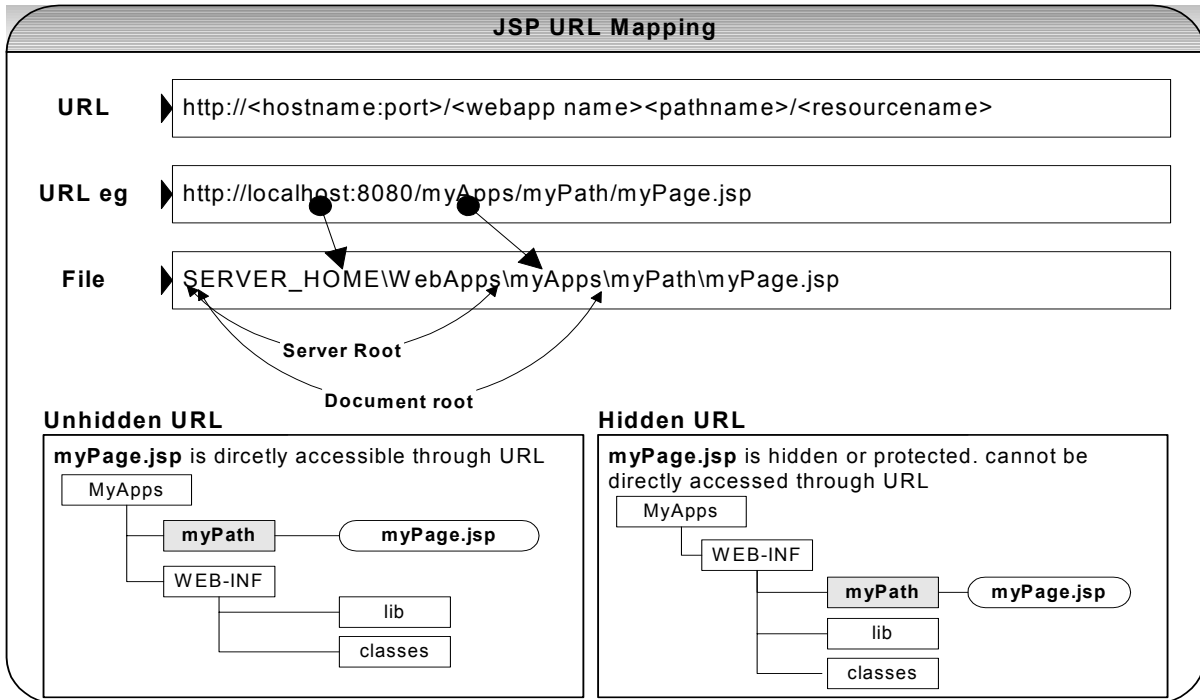 JSP URL Mapping
URL
http://<hostname:port>/<webapp name><pathname>/<resourcename>
URL eg
http://localhost:8080/myApps/myPath/myPage.jsp
File
SERVER_HOME\WebApps\myApps\myPath\myPage.jsp
Server Root
Document root
Unhidden URL
myPage.jsp is dircetly accessible through URL
MyApps
myPath
myPage.jsp
WEB-INF
lib
classes
Hidden URL
myPage.jsp is hidden or protected. cannot be
directly accessed through URL
MyApps
WEB-INF
myPath
myPage.jsp
lib
classes